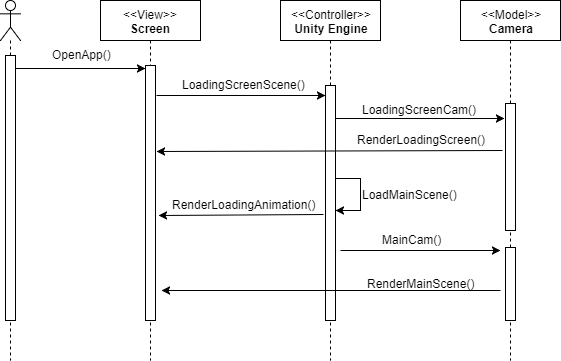 <<View>>
Screen
<<Controller>>
Unity Engine
<<Model>>
Camera
OpenApp()
LoadingScreenScene()
LoadingScreenCam()
RenderLoadingScreen()
LoadMainScene()
RenderLoadingAnimation()
MainCam()
RenderMainScene()